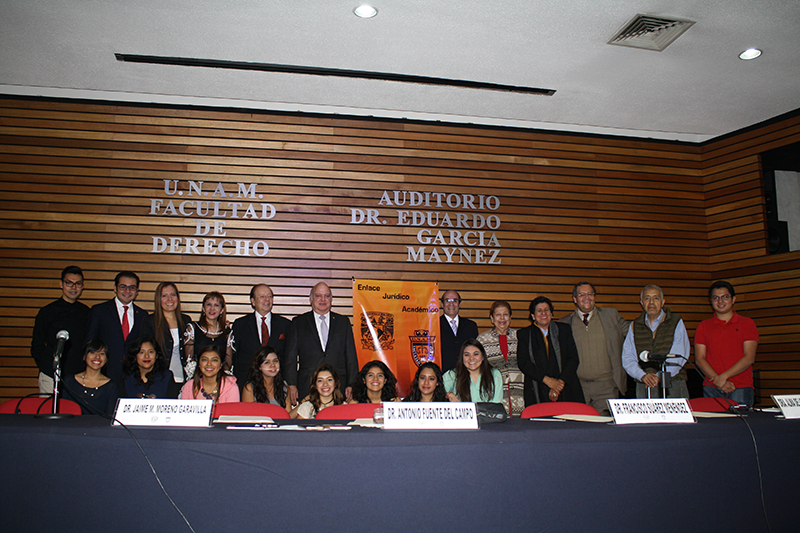 U.N.A.M.
FACULTAD
DE
DERECHO
AUDITORIO
DR. EDUARDO
GARCIA
MAYNEZ
Enlace
Jurídico
Académico
DR. JAIME M. MORENO GARAVILLA
DR. ANTONIO FUENTE DEL CAMPO
DR. FRANCISCO SUÁREZ MENÉNDEZ